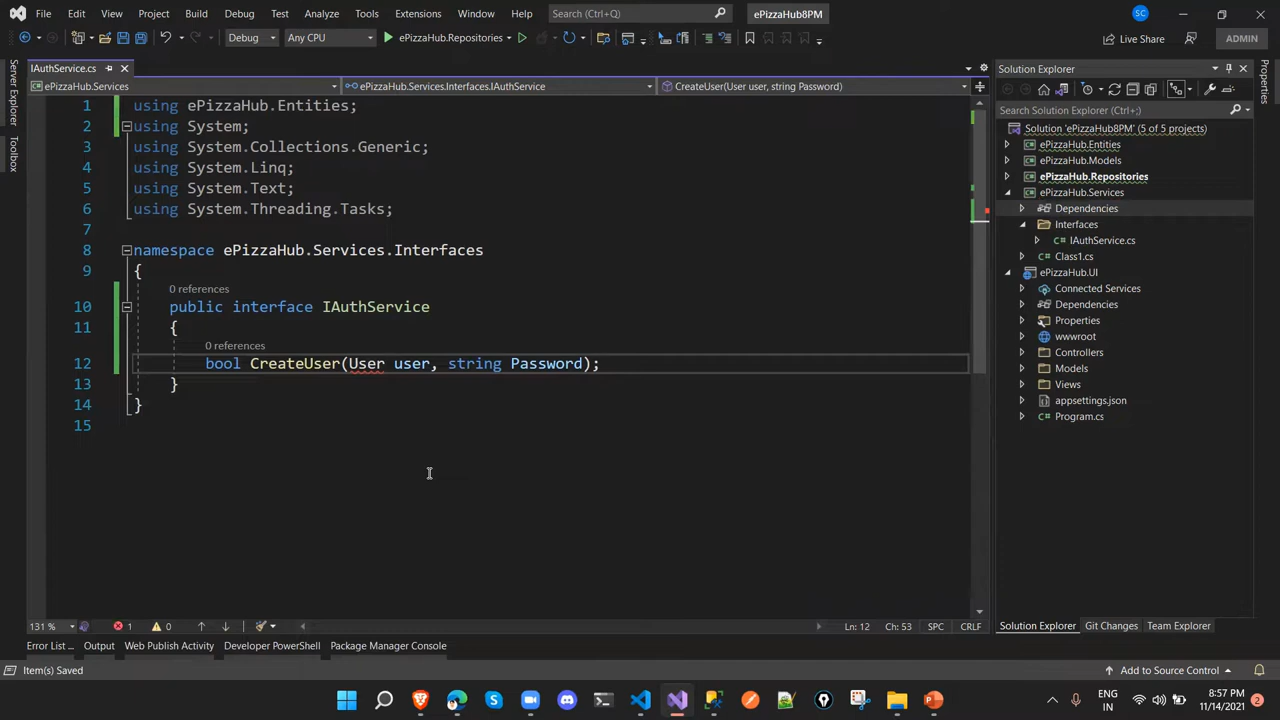 File Edit View Project Build Debug Test Analyze Tools Extensions Window Help Search (Ctrl+Q) ePizzaHub8PM SC
Debug Any CPU ePizzaHub.Repositories Live Share ADMIN
Server Explorer
Toolbox
IAuthService.cs
ePizzaHub.Services ePizzaHub.Services.Interfaces.IAuthService CreateUser(User user, string Password)
1 using ePizzaHub.Entities;
2 using System;
3 using System.Collections.Generic;
4 using System.Linq;
5 using System.Text;
6 using System.Threading.Tasks;
7
8 namespace ePizzaHub.Services.Interfaces
9 {
0 references
10 public interface IAuthService
11 {
0 references
12 bool CreateUser(User user, string Password);
13 }
14 }
15
131 % 1 0 Ln: 12 Ch: 53 SPC CRLF
Solution Explorer
Search Solution Explorer (Ctrl+;)
Solution 'ePizzaHub8PM' (5 of 5 projects)
ePizzaHub.Entities
ePizzaHub.Models
ePizzaHub.Repositories
ePizzaHub.Services
Dependencies
Interfaces
IAuthService.cs
Class1.cs
ePizzaHub.UI
Connected Services
Dependencies
Properties
wwwroot
Controllers
Models
Views
appsettings.json
Program.cs
Solution Explorer Git Changes Team Explorer
Properties
Error List ... Output Web Publish Activity Developer PowerShell Package Manager Console
Item(s) Saved Add to Source Control
ENG
IN
8:57 PM
11/14/2021
2